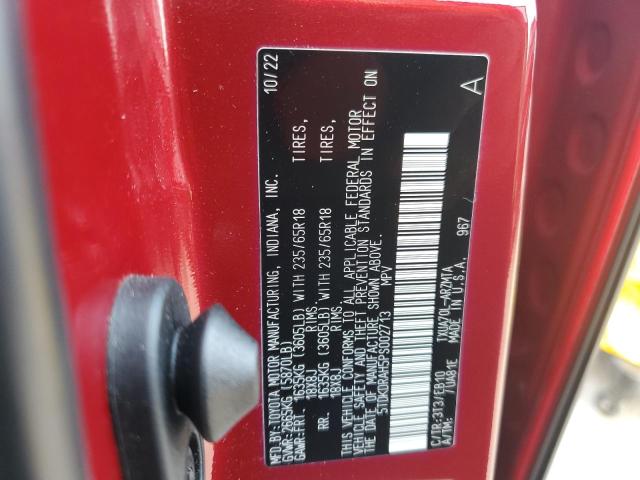 MFD.BY:TOYOTA MOTOR MANUFACTURING, INDIANA, INC. 10/22
GVWR:2665KG (5870LB)
GAWR:FRT. 1635KG (3605LB) WITH 235/65R18 TIRES,
18X8J RIMS
RR. 1635KG (3605LB) WITH 235/65R18 TIRES,
18X8J RIMS
THIS VEHICLE CONFORMS TO ALL APPLICABLE FEDERAL MOTOR
VEHICLE SAFETY AND THEFT PREVENTION STANDARDS IN EFFECT ON
THE DATE OF MANUFACTURE SHOWN ABOVE.
MPV
C/TR:3T3/EB10 TXUA70L-ARZMTA 967 A
A/TM: /UA81E MADE IN U.S.A.